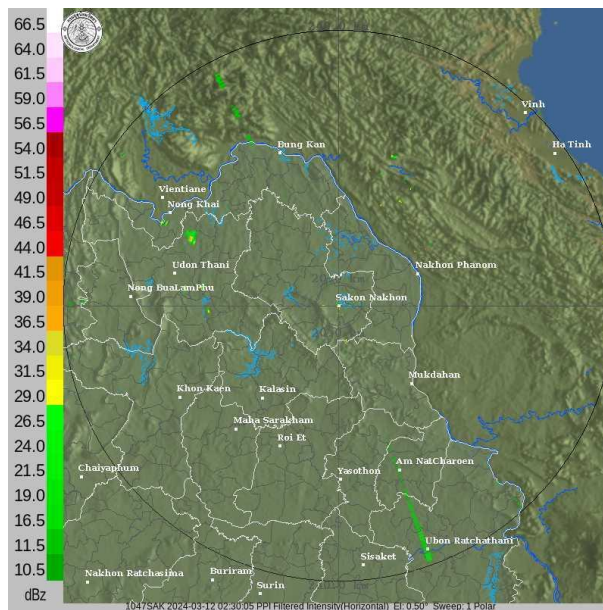 66.5
64.0
61.5
59.0
56.5
54.0
51.5
49.0
46.5
44.0
41.5
39.0
36.5
34.0
31.5
29.0
26.5
24.0
21.5
19.0
16.5
11.5
10.5
dBz
Vinh
Ha Tinh
Bung Kan
Vientiane
Nong Khai
Udon Thani
Nakhon Phanom
Nong BuaLamPhu
Sakon Nakhon
Mukdahan
Khon Kaen
Kalasin
Maha Sarakham
Roi Et
Chaiyaphum
Yasothon
Am NatCharoen
Ubon Ratchathani
Sisaket
Nakhon Ratchasima
Buriram
Surin
1047SAK 2024-03-12 02:30:05 PPI Filtered Intensity(Horizontal) El: 0.50° Sweep: 1 Polar